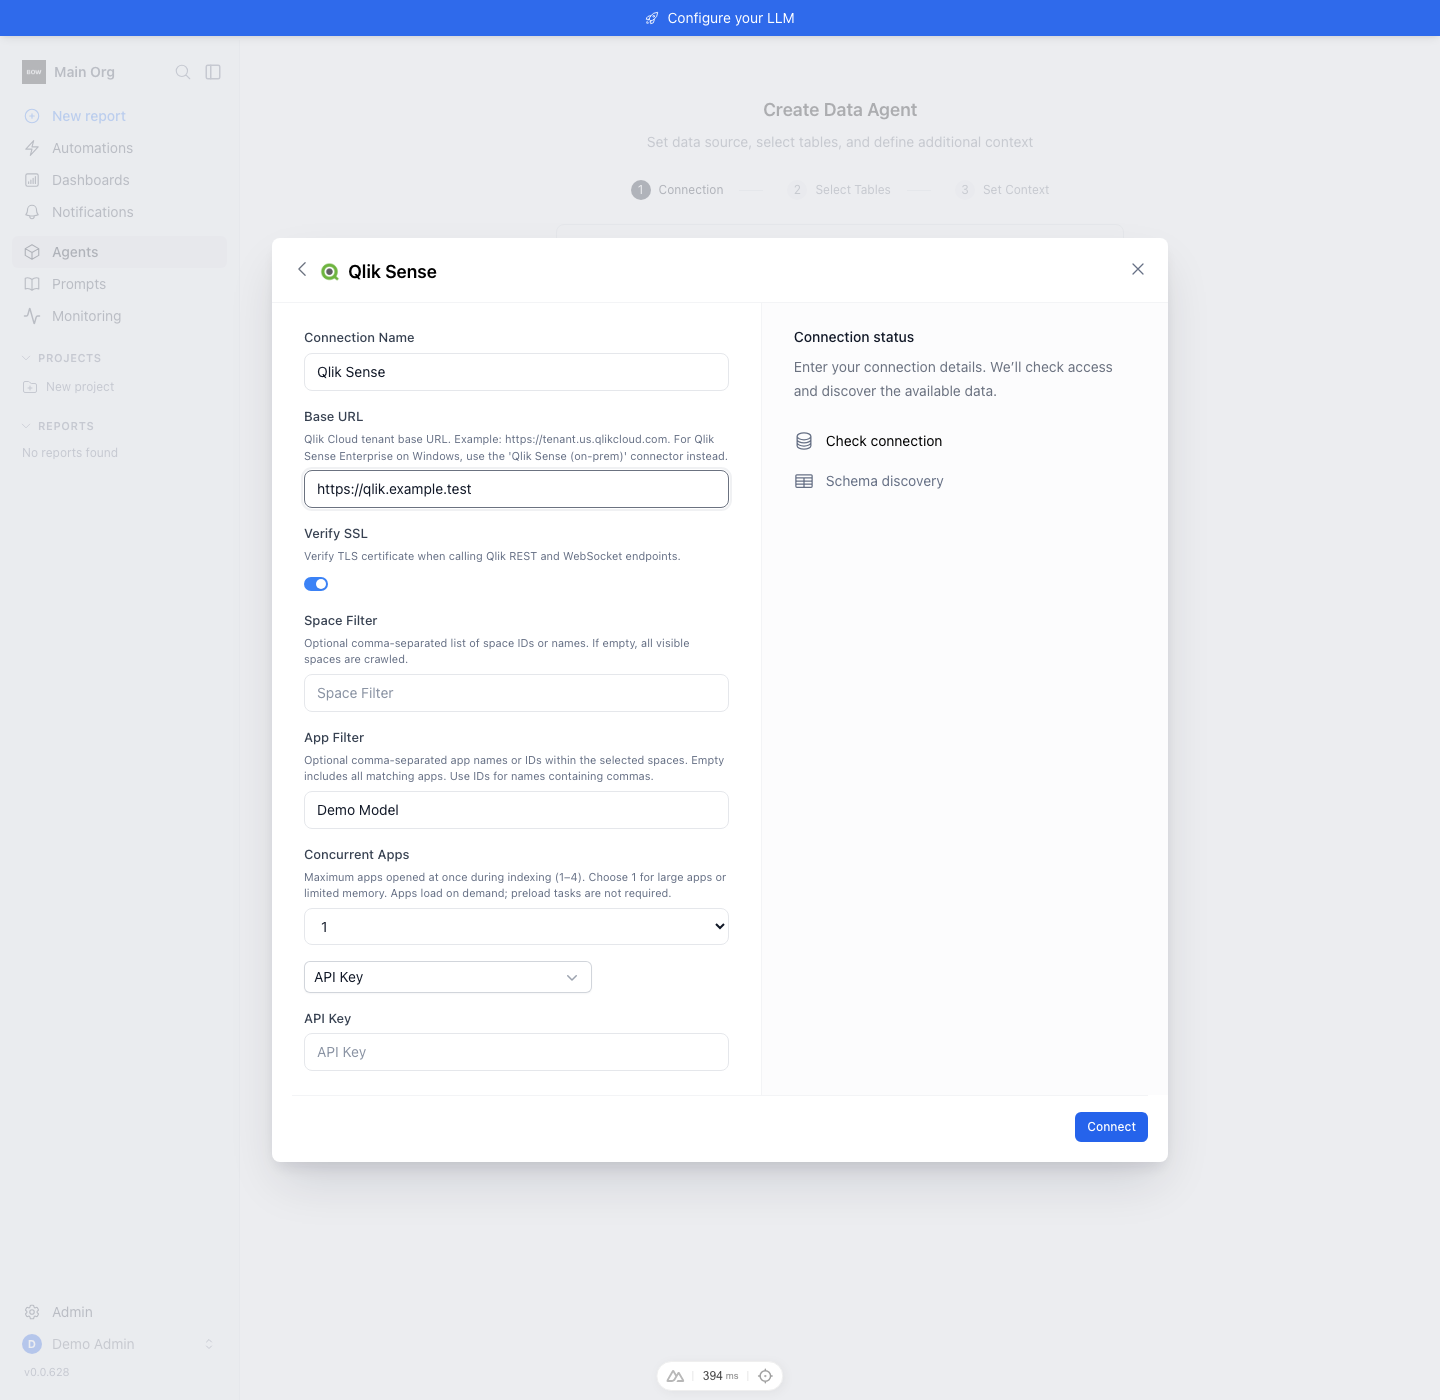 Configure your LLM
BOW
Main Org
New report
Automations
Dashboards
Notifications
Agents
Prompts
Monitoring
PROJECTS
New project
REPORTS
No reports found
Create Data Agent
Set data source, select tables, and define additional context
1 Connection
2 Select Tables
3 Set Context
Qlik Sense
Connection Name
Qlik Sense
Base URL
Qlik Cloud tenant base URL. Example: https://tenant.us.qlikcloud.com. For Qlik
Sense Enterprise on Windows, use the 'Qlik Sense (on-prem)' connector instead.
https://qlik.example.test
Verify SSL
Verify TLS certificate when calling Qlik REST and WebSocket endpoints.
Space Filter
Optional comma-separated list of space IDs or names. If empty, all visible
spaces are crawled.
Space Filter
App Filter
Optional comma-separated app names or IDs within the selected spaces. Empty
includes all matching apps. Use IDs for names containing commas.
Demo Model
Concurrent Apps
Maximum apps opened at once during indexing (1–4). Choose 1 for large apps or
limited memory. Apps load on demand; preload tasks are not required.
1
API Key
API Key
API Key
Connection status
Enter your connection details. We’ll check access
and discover the available data.
Check connection
Schema discovery
Connect
Admin
D Demo Admin
v0.0.628
394 ms